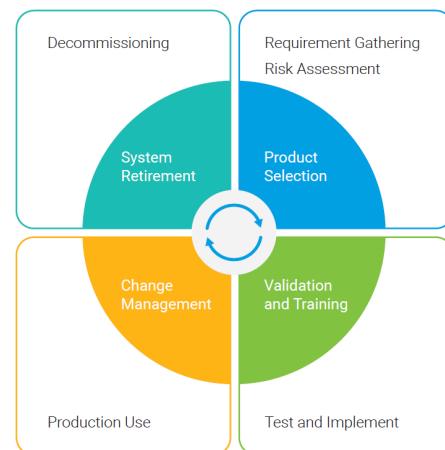 Decommissioning
Requirement Gathering
Risk Assessment
System
Retirement
Product
Selection
Change
Management
Validation
and Training
Production Use
Test and Implement